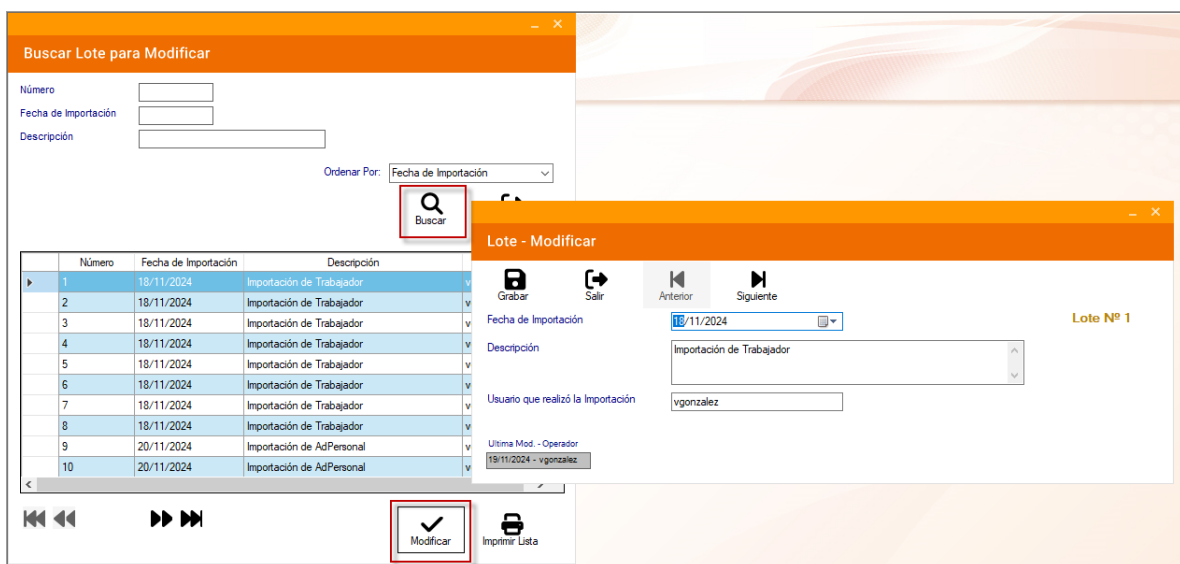 Buscar Lote para Modificar
Número
Fecha de Importación
Descripción
Ordenar Por: Fecha de Importación
Buscar
Número Fecha de Importación Descripción
1 18/11/2024 Importación de Trabajador
2 18/11/2024 Importación de Trabajador
3 18/11/2024 Importación de Trabajador
4 18/11/2024 Importación de Trabajador
5 18/11/2024 Importación de Trabajador
6 18/11/2024 Importación de Trabajador
7 18/11/2024 Importación de Trabajador
8 18/11/2024 Importación de Trabajador
9 20/11/2024 Importación de AdPersonal
10 20/11/2024 Importación de AdPersonal
Modificar Imprimir Lista
Lote - Modificar
Grabar Salir Anterior Siguiente
Fecha de Importación 18/11/2024 Lote Nº 1
Descripción Importación de Trabajador
Usuario que realizó la Importación vgonzalez
Ultima Mod. - Operador
19/11/2024 - vgonzalez